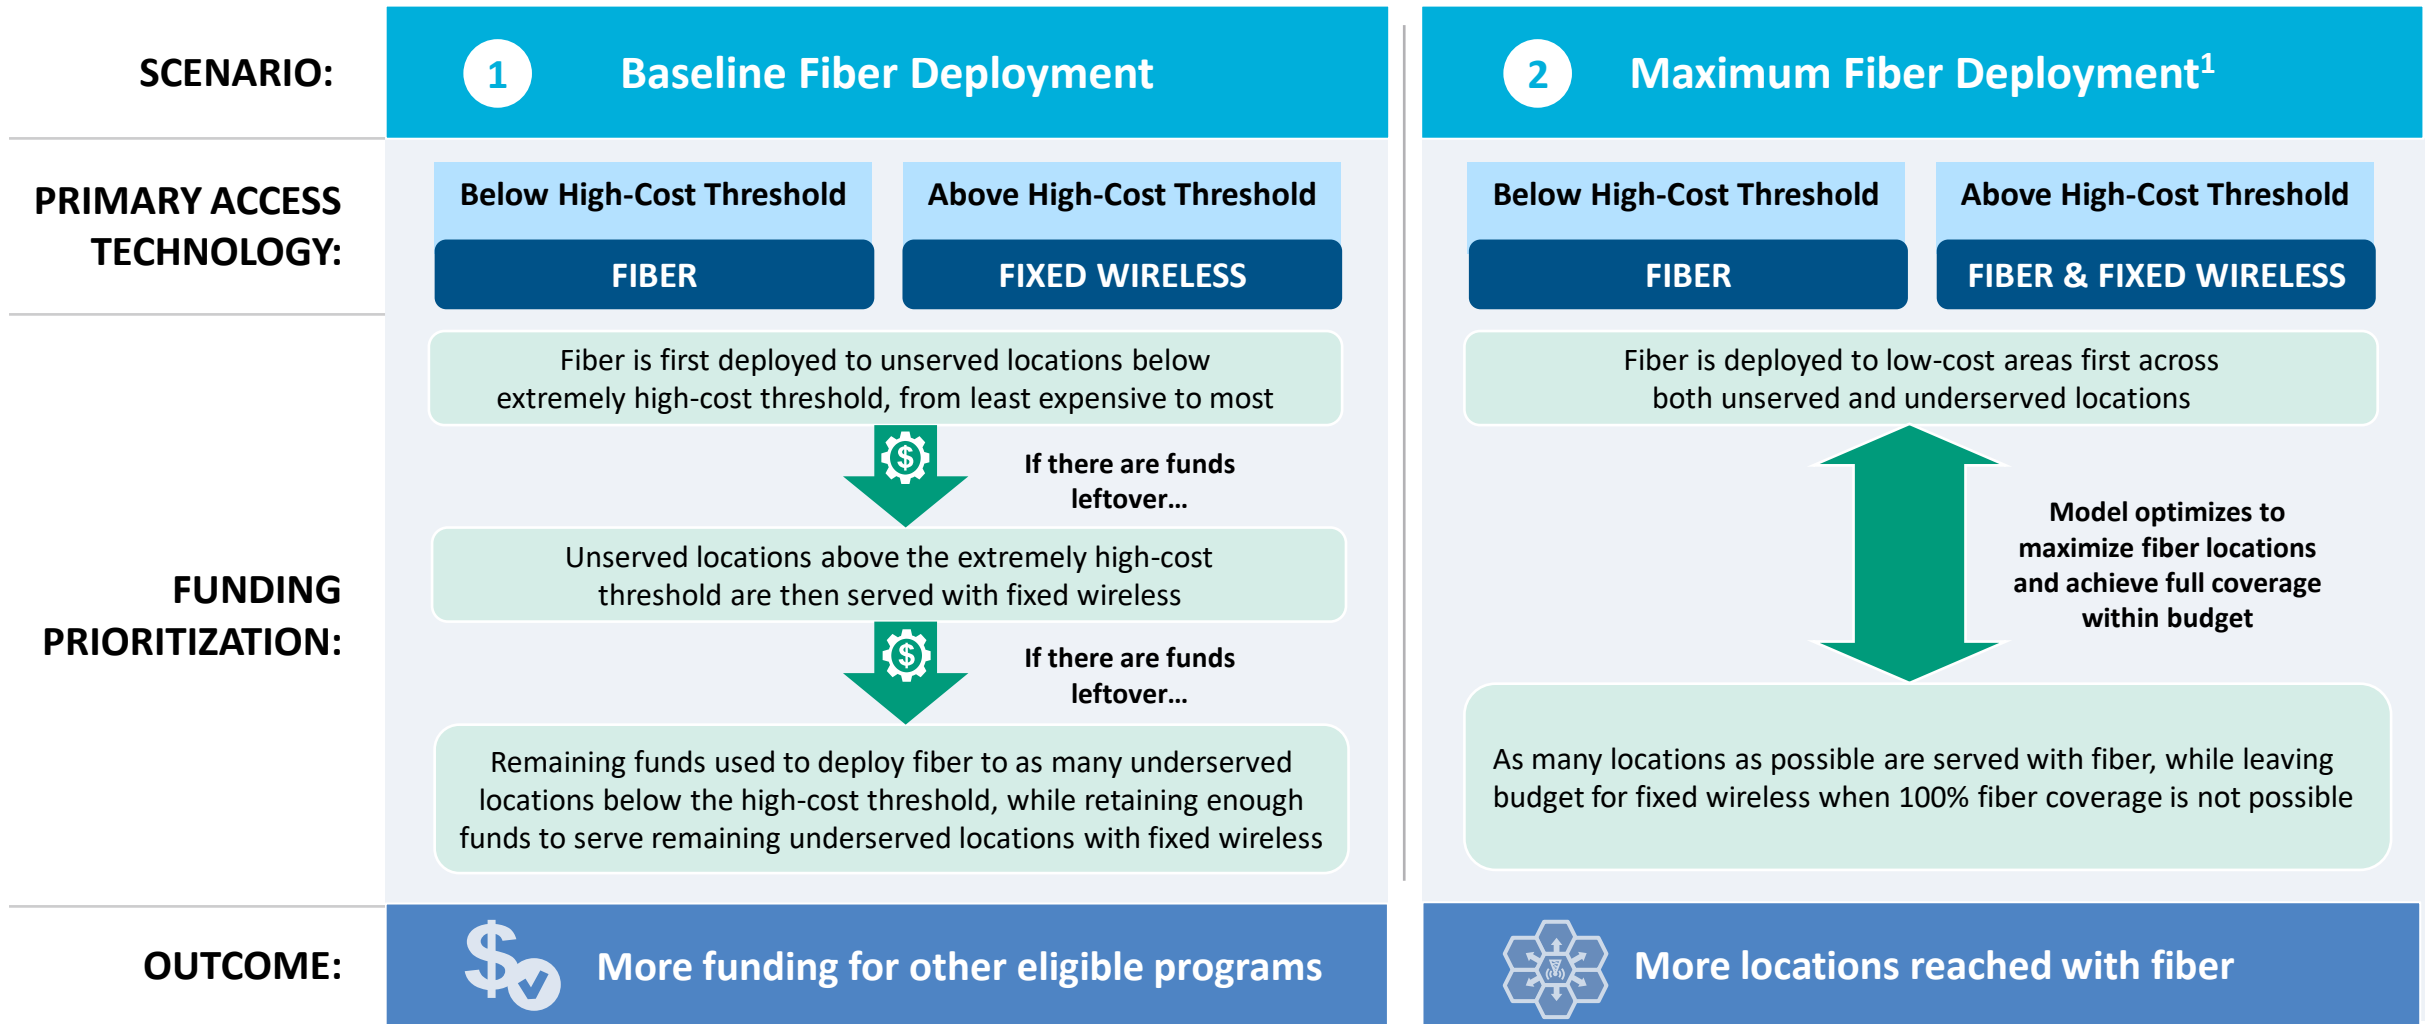 SCENARIO:
1
Baseline Fiber Deployment
2
Maximum Fiber Deployment¹
PRIMARY ACCESS
TECHNOLOGY:
Below High-Cost Threshold
Above High-Cost Threshold
FIBER
FIXED WIRELESS
Below High-Cost Threshold
Above High-Cost Threshold
FIBER
FIBER & FIXED WIRELESS
FUNDING
PRIORITIZATION:
Fiber is first deployed to unserved locations below
extremely high-cost threshold, from least expensive to most
$
If there are funds
leftover…
Unserved locations above the extremely high-cost
threshold are then served with fixed wireless
$
If there are funds
leftover…
Remaining funds used to deploy fiber to as many underserved
locations below the high-cost threshold, while retaining enough
funds to serve remaining underserved locations with fixed wireless
Fiber is deployed to low-cost areas first across
both unserved and underserved locations
Model optimizes to
maximize fiber locations
and achieve full coverage
within budget
As many locations as possible are served with fiber, while leaving
budget for fixed wireless when 100% fiber coverage is not possible
OUTCOME:
$
More funding for other eligible programs
More locations reached with fiber